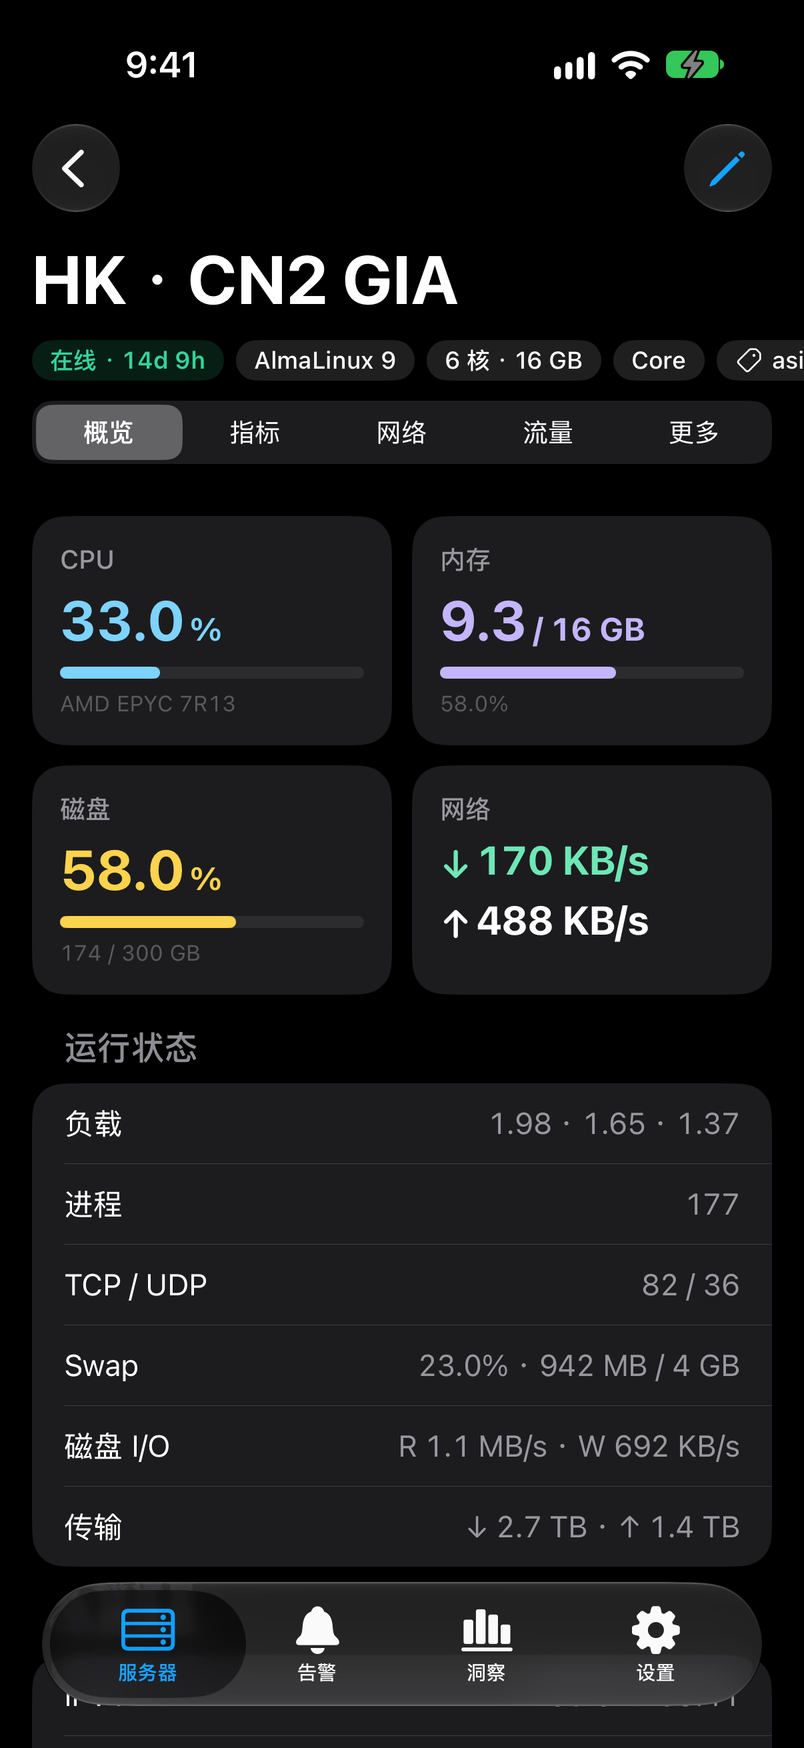 9:41
HK · CN2 GIA
在线 · 14d 9h AlmaLinux 9 6 核 · 16 GB Core asi
概览 指标 网络 流量 更多
CPU
33.0 %
AMD EPYC 7R13
内存
9.3 / 16 GB
58.0%
磁盘
58.0 %
174 / 300 GB
网络
↓ 170 KB/s
↑ 488 KB/s
运行状态
负载 1.98 · 1.65 · 1.37
进程 177
TCP / UDP 82 / 36
Swap 23.0% · 942 MB / 4 GB
磁盘 I/O R 1.1 MB/s · W 692 KB/s
传输 ↓ 2.7 TB · ↑ 1.4 TB
服务器 告警 洞察 设置